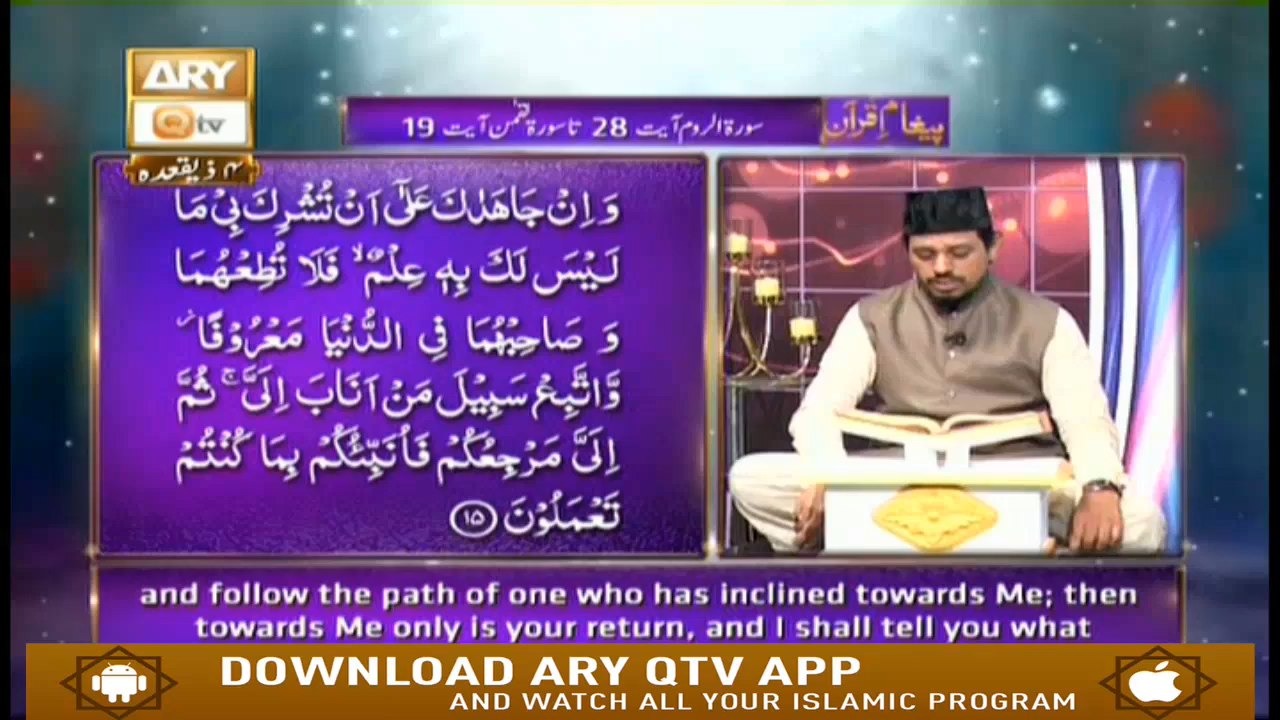 ARY
Qtv
پیغامِ قرآن
سورۃ الروم آیت 28 تا سورۃ لقمٰن آیت 19
۴ ذیقعدہ
وَ اِنْ جَاهَدٰكَ عَلٰۤى اَنْ تُشْرِكَ بِیْ مَا
لَیْسَ لَكَ بِهٖ عِلْمٌۙ فَلَا تُطِعْهُمَا
وَ صَاحِبْهُمَا فِی الدُّنْیَا مَعْرُوْفًا٘
وَّاتَّبِعْ سَبِیْلَ مَنْ اَنَابَ اِلَیَّۚ ثُمَّ
اِلَیَّ مَرْجِعُكُمْ فَاُنَبِّئُكُمْ بِمَا كُنْتُمْ
تَعْمَلُوْنَ ۱۵
and follow the path of one who has inclined towards Me; then
towards Me only is your return, and I shall tell you what
DOWNLOAD ARY QTV APP
AND WATCH ALL YOUR ISLAMIC PROGRAM